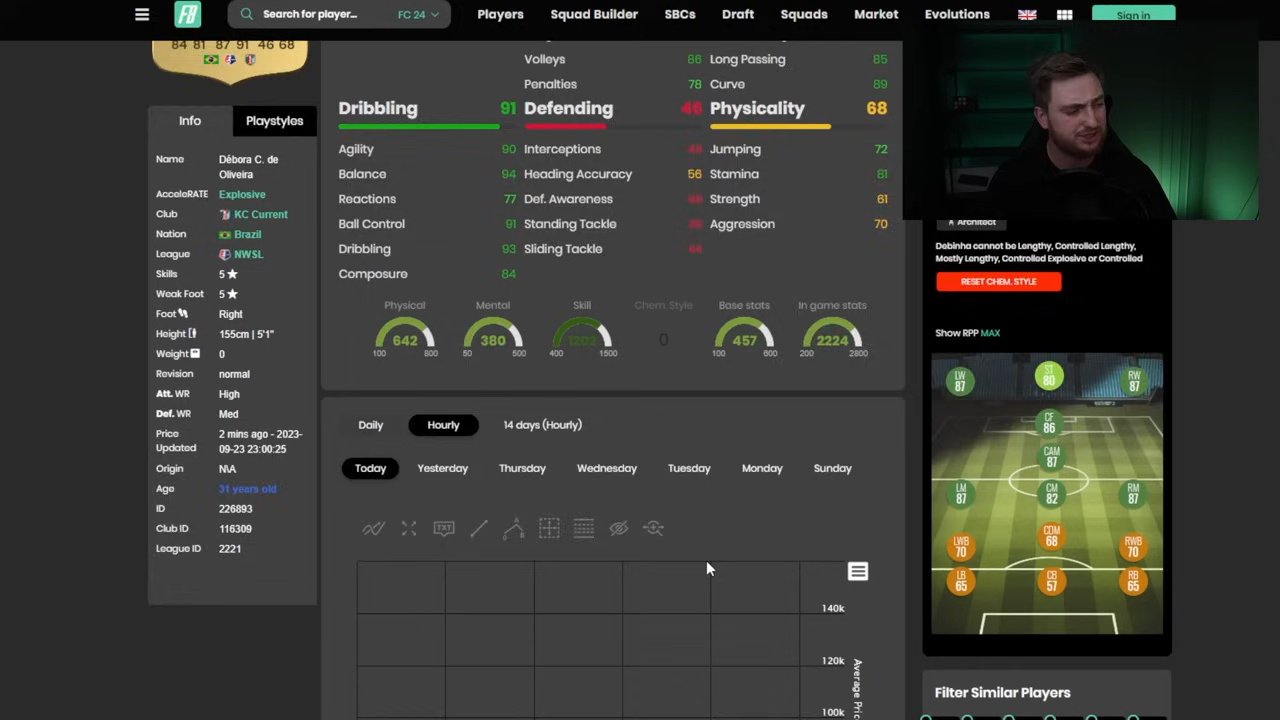 FB
Search for player...
FC 24
Players
Squad Builder
SBCs
Draft
Squads
Market
Evolutions
Sign in
84 81 87 91 46 68
Volleys 86
Penalties 78
Long Passing 85
Curve 89
Info
Playstyles
Name Débora C. de Oliveira
AcceleRATE Explosive
Club KC Current
Nation Brazil
League NWSL
Skills 5
Weak Foot 5
Foot Right
Height 155cm | 5'1"
Weight 0
Revision normal
Att. WR High
Def. WR Med
Price Updated 2 mins ago - 2023-09-23 23:00:25
Origin N\A
Age 31 years old
ID 226893
Club ID 116309
League ID 2221
Dribbling 91
Agility 90
Balance 94
Reactions 77
Ball Control 91
Dribbling 93
Composure 84
Defending 46
Interceptions
Heading Accuracy 56
Def. Awareness
Standing Tackle
Sliding Tackle 44
Physicality 68
Jumping 72
Stamina 81
Strength 61
Aggression 70
Physical
642
100 800
Mental
380
50 500
Skill
1202
400 1500
Chem. Style
0
Base stats
457
100 600
In game stats
2224
200 2800
Daily
Hourly
14 days (Hourly)
Today
Yesterday
Thursday
Wednesday
Tuesday
Monday
Sunday
TXT
140k
120k
100k
Average Pric
Architect
Debinha cannot be Lengthy, Controlled Lengthy,
Mostly Lengthy, Controlled Explosive or Controlled
RESET CHEM. STYLE
Show RPP MAX
LW 87
ST 80
RW 87
CF 86
CAM 87
LM 87
CM 82
RM 87
CDM 68
LWB 70
RWB 70
LB 65
CB 57
RB 65
Filter Similar Players